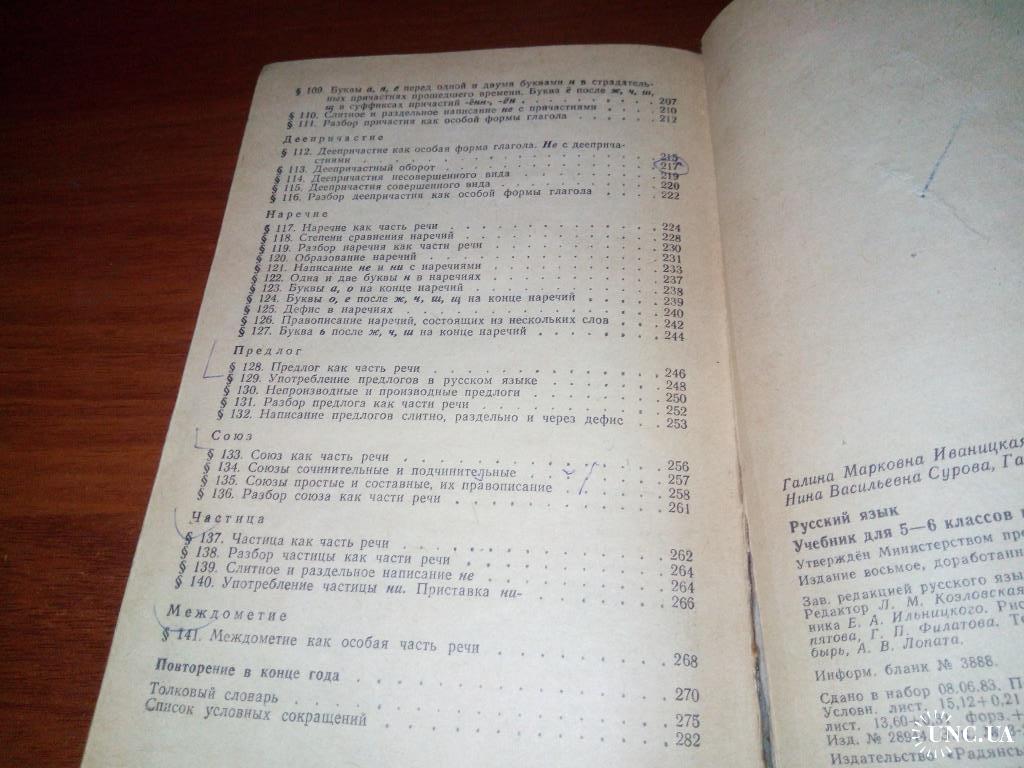 § 109. Буквы а, я, е перед одной и двумя буквами н в страдатель-
ных причастиях прошедшего времени. Буква ё после ж, ч, ш,
щ в суффиксах причастий -ённ-, -ён . . . . . . . . 207
§ 110. Слитное и раздельное написание не с причастиями . . . . 210
§ 111. Разбор причастия как особой формы глагола . . . . . . 212
Деепричастие
§ 112. Деепричастие как особая форма глагола. Не с дееприча-
стиями . . . . . . . . . . . . . . . . . . 215
§ 113. Деепричастный оборот . . . . . . . . . . . . 217
§ 114. Деепричастия несовершенного вида . . . . . . . . 219
§ 115. Деепричастия совершенного вида . . . . . . . . . 220
§ 116. Разбор деепричастия как особой формы глагола . . . . 222
Наречие
§ 117. Наречие как часть речи . . . . . . . . . . . 224
§ 118. Степени сравнения наречий . . . . . . . . . . 228
§ 119. Разбор наречия как части речи . . . . . . . . . 230
§ 120. Образование наречий . . . . . . . . . . . . 231
§ 121. Написание не и ни с наречиями . . . . . . . . . 233
§ 122. Одна и две буквы н в наречиях . . . . . . . . . 237
§ 123. Буквы а, о на конце наречий . . . . . . . . . . 238
§ 124. Буквы о, е после ж, ч, ш, щ на конце наречий . . . . 239
§ 125. Дефис в наречиях . . . . . . . . . . . . . 240
§ 126. Правописание наречий, состоящих из нескольких слов . . . 242
§ 127. Буква ь после ж, ч, ш на конце наречий . . . . . . 244
Предлог
§ 128. Предлог как часть речи . . . . . . . . . . . 246
§ 129. Употребление предлогов в русском языке . . . . . . 248
§ 130. Непроизводные и производные предлоги . . . . . . . 250
§ 131. Разбор предлога как части речи . . . . . . . . . 252
§ 132. Написание предлогов слитно, раздельно и через дефис . . 253
Союз
§ 133. Союз как часть речи . . . . . . . . . . . . 256
§ 134. Союзы сочинительные и подчинительные . . . . . . 257
§ 135. Союзы простые и составные, их правописание . . . . . 258
§ 136. Разбор союза как части речи . . . . . . . . . . 261
Частица
§ 137. Частица как часть речи . . . . . . . . . . . 262
§ 138. Разбор частицы как части речи . . . . . . . . . 264
§ 139. Слитное и раздельное написание не . . . . . . . . 264
§ 140. Употребление частицы ни. Приставка ни- . . . . . . 266
Междометие
§ 141. Междометие как особая часть речи . . . . . . . . 268
Повторение в конце года . . . . . . . . . . . . . 270
Толковый словарь . . . . . . . . . . . . . . . 275
Список условных сокращений . . . . . . . . . . . . 282
Галина Марковна Иваницкая
Нина Васильевна Сурова, Га
Русский язык
Учебник для 5—6 классов
Утверждён Министерством пр
Издание восьмое, доработанн
Зав. редакцией русского язы
Редактор Л. М. Козловская
ника Е. А. Ильницкого. Рис
пятова, Г. П. Филатова. Те
бырь, А. В. Лопата.
Информ. бланк № 3888.
Сдано в набор 08.06.83. П
Условн. лист. 15,12+0,21
лист. 13,60
форз.+
Изд. № 289
Издательство «Радянсь
UNC.UA